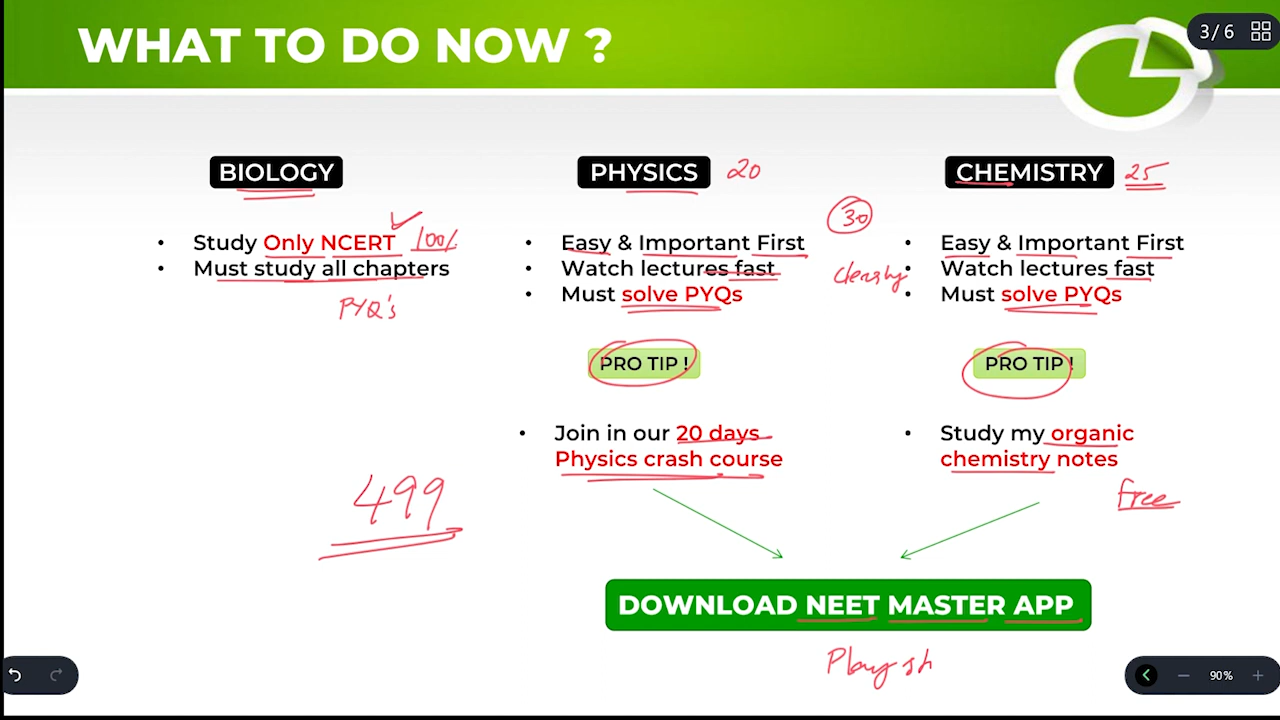 WHAT TO DO NOW ?
3/6
BIOLOGY
• Study Only NCERT 100%
• Must study all chapters
PYQ's
499
PHYSICS 20
30
• Easy & Important First
• Watch lectures fast
• Must solve PYQs
PRO TIP !
• Join in our 20 days
Physics crash course
CHEMISTRY 25
• Easy & Important First
• Watch lectures fast
• Must solve PYQs
PRO TIP !
• Study my organic
chemistry notes
free
DOWNLOAD NEET MASTER APP
Play st
90%